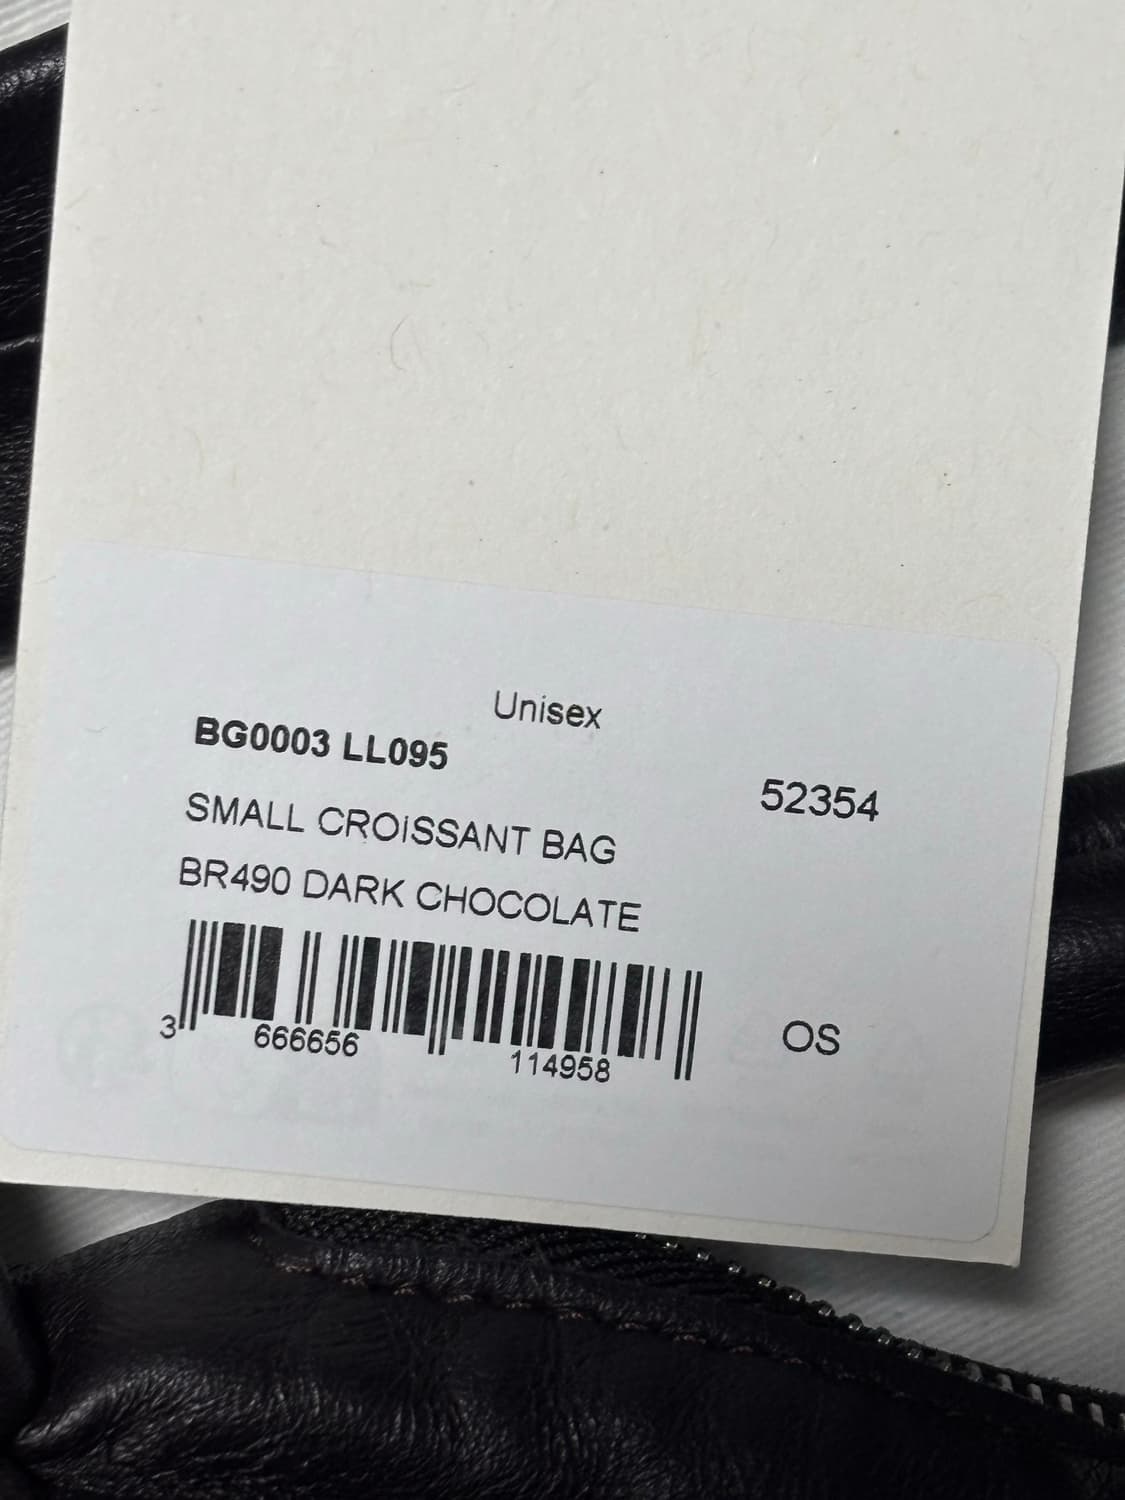 Unisex
BG0003 LL095
52354
SMALL CROISSANT BAG
BR490 DARK CHOCOLATE
3 666656 114958
OS